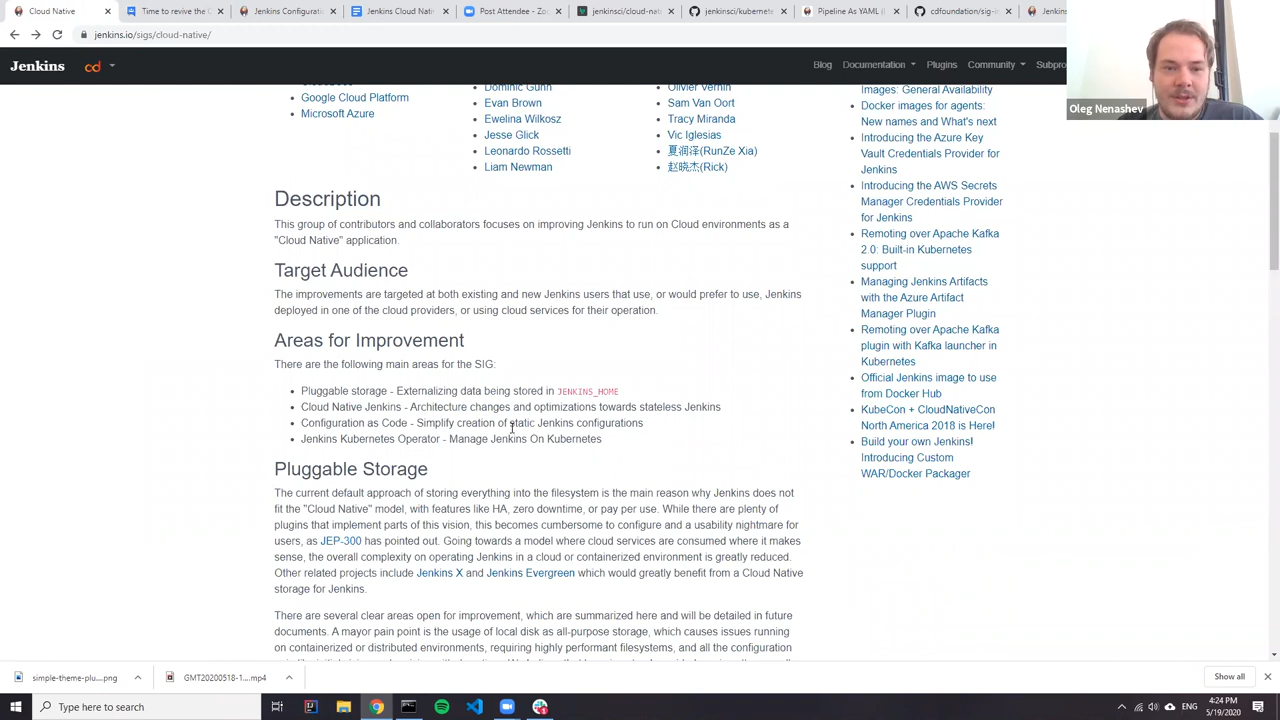 Cloud Native
Time to revive the C
Jenkins Configuratio
Jenkins Cloud Nativ
Post Attendee - Zoo
jenkinsci/cloud-nat
jenkinsci/kubernete
Pipeline As YAML (I
cdfoundation/sig-in
Jenkin
jenkins.io/sigs/cloud-native/
Jenkins
cd
Blog
Documentation
Plugins
Community
Subpro
Oleg Nenashev
Google Cloud Platform
Microsoft Azure
Dominic Gunn
Evan Brown
Ewelina Wilkosz
Jesse Glick
Leonardo Rossetti
Liam Newman
Olivier Vernin
Sam Van Oort
Tracy Miranda
Vic Iglesias
夏润泽(RunZe Xia)
赵晓杰(Rick)
Description
This group of contributors and collaborators focuses on improving Jenkins to run on Cloud environments as a
"Cloud Native" application.
Target Audience
The improvements are targeted at both existing and new Jenkins users that use, or would prefer to use, Jenkins
deployed in one of the cloud providers, or using cloud services for their operation.
Areas for Improvement
There are the following main areas for the SIG:
Pluggable storage - Externalizing data being stored in JENKINS_HOME
Cloud Native Jenkins - Architecture changes and optimizations towards stateless Jenkins
Configuration as Code - Simplify creation of static Jenkins configurations
Jenkins Kubernetes Operator - Manage Jenkins On Kubernetes
Pluggable Storage
The current default approach of storing everything into the filesystem is the main reason why Jenkins does not
fit the "Cloud Native" model, with features like HA, zero downtime, or pay per use. While there are plenty of
plugins that implement parts of this vision, this becomes cumbersome to configure and a usability nightmare for
users, as JEP-300 has pointed out. Going towards a model where cloud services are consumed where it makes
sense, the overall complexity on operating Jenkins in a cloud or containerized environment is greatly reduced.
Other related projects include Jenkins X and Jenkins Evergreen which would greatly benefit from a Cloud Native
storage for Jenkins.
There are several clear areas open for improvement, which are summarized here and will be detailed in future
documents. A mayor pain point is the usage of local disk as all-purpose storage, which causes issues running
on containerized or distributed environments, requiring highly performant filesystems, and all the configuration
Images: General Availability
Docker images for agents:
New names and What's next
Introducing the Azure Key
Vault Credentials Provider for
Jenkins
Introducing the AWS Secrets
Manager Credentials Provider
for Jenkins
Remoting over Apache Kafka
2.0: Built-in Kubernetes
support
Managing Jenkins Artifacts
with the Azure Artifact
Manager Plugin
Remoting over Apache Kafka
plugin with Kafka launcher in
Kubernetes
Official Jenkins image to use
from Docker Hub
KubeCon + CloudNativeCon
North America 2018 is Here!
Build your own Jenkins!
Introducing Custom
WAR/Docker Packager
simple-theme-plu....png
GMT20200518-1....mp4
Show all
Type here to search
ENG
4:24 PM
5/19/2020